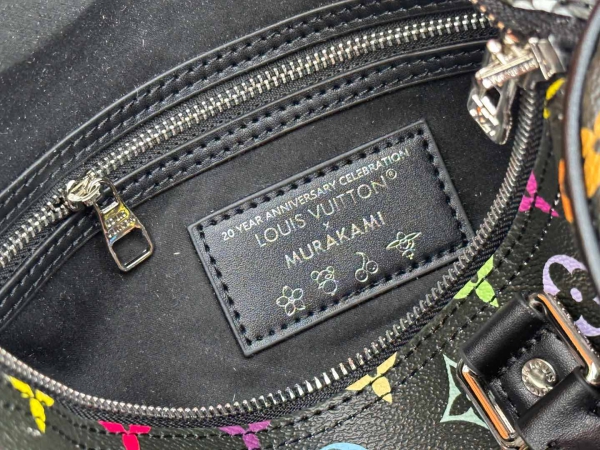 20 YEAR ANNIVERSARY CELEBRATION
LOUIS VUITTON®
×
MURAKAMI